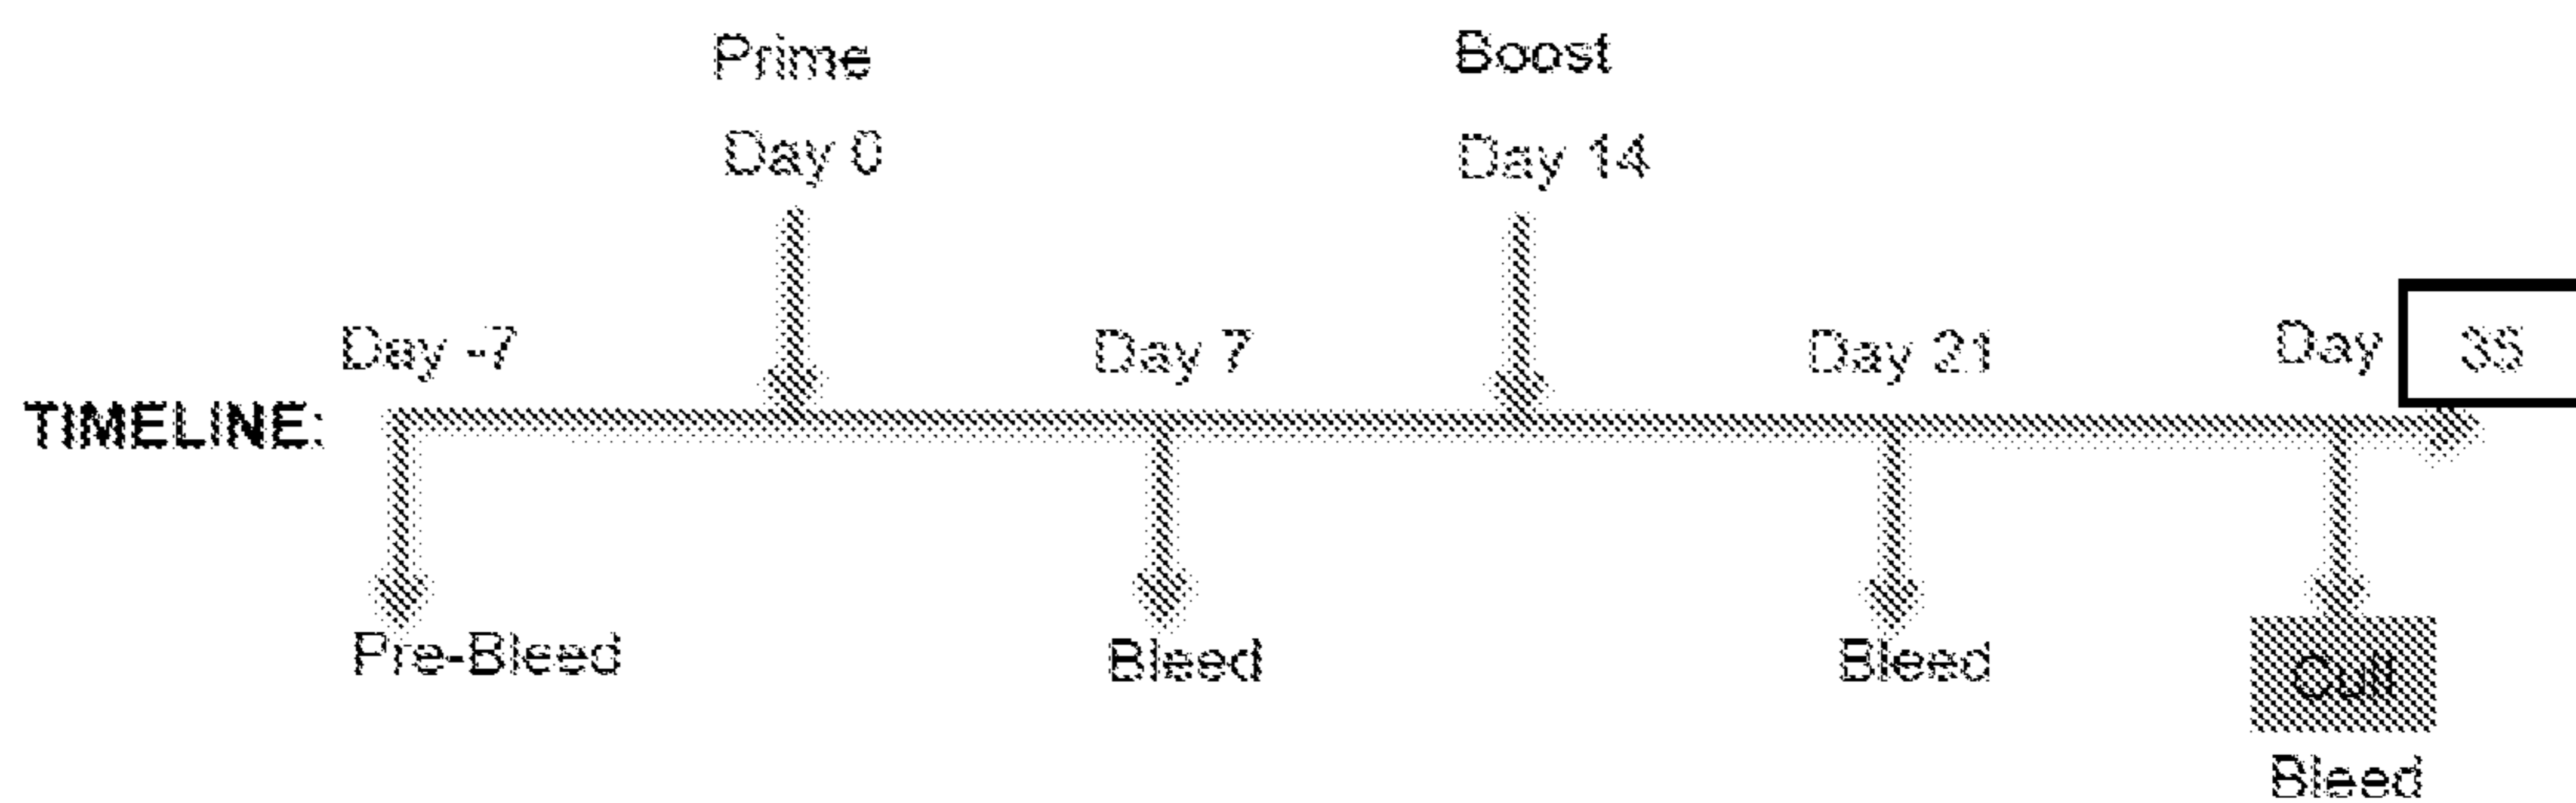 Prime
Boost
Day 0
Day 14
Day -7
Day 7
Day 21
Day 35
TIMELINE:
Pre-Bleed
Bleed
Bleed
Cull
Bleed